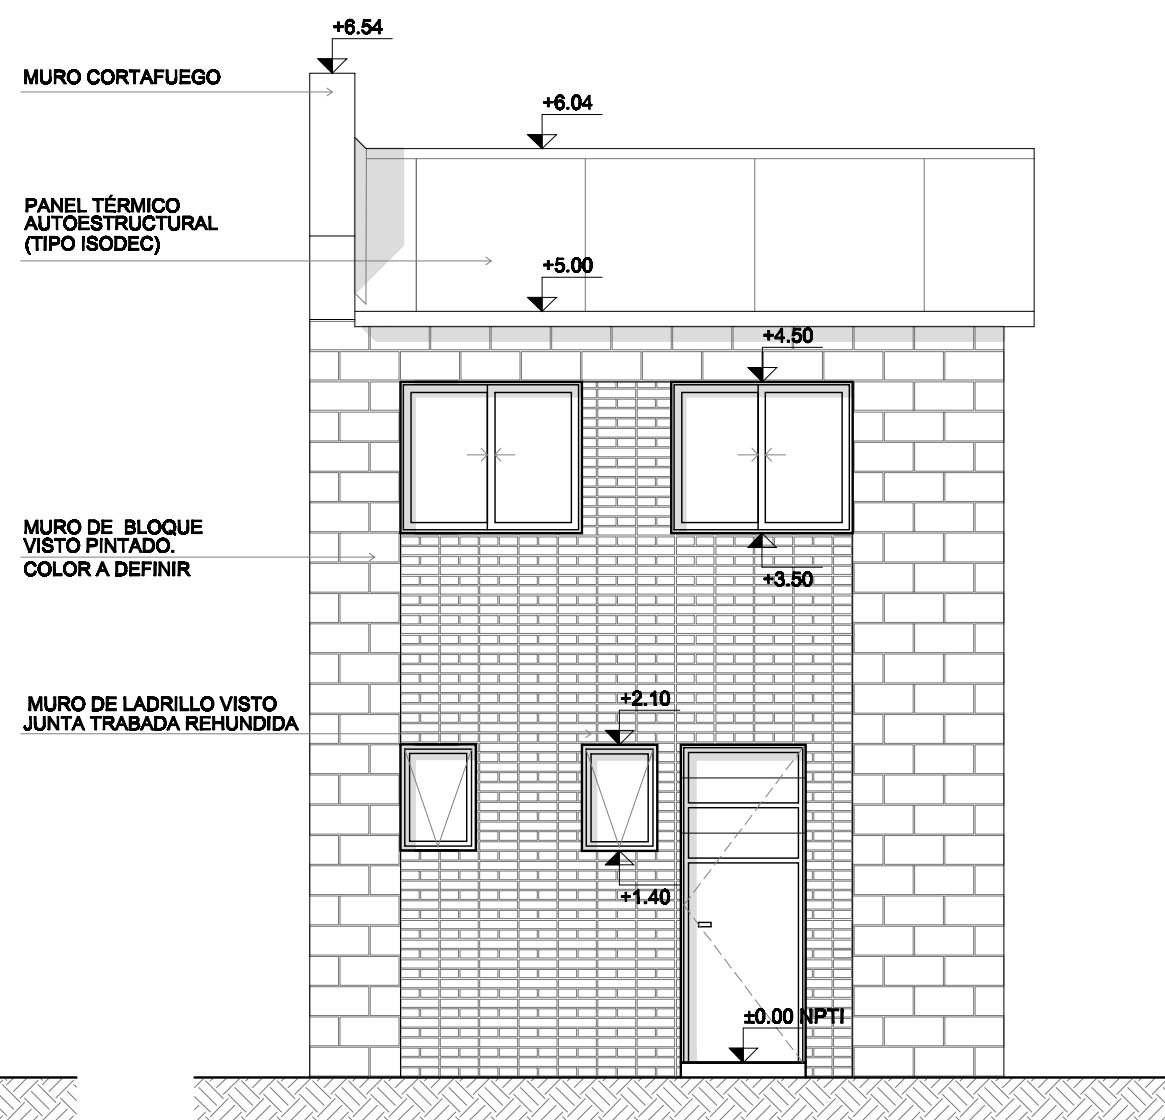 +6.54
MURO CORTAFUEGO
+6.04
PANEL TÉRMICO
AUTOESTRUCTURAL
(TIPO ISODEC)
+5.00
+4.50
MURO DE BLOQUE
VISTO PINTADO.
COLOR A DEFINIR
+3.50
MURO DE LADRILLO VISTO
JUNTA TRABADA REHUNDIDA
+2.10
+1.40
±0.00 NPTI